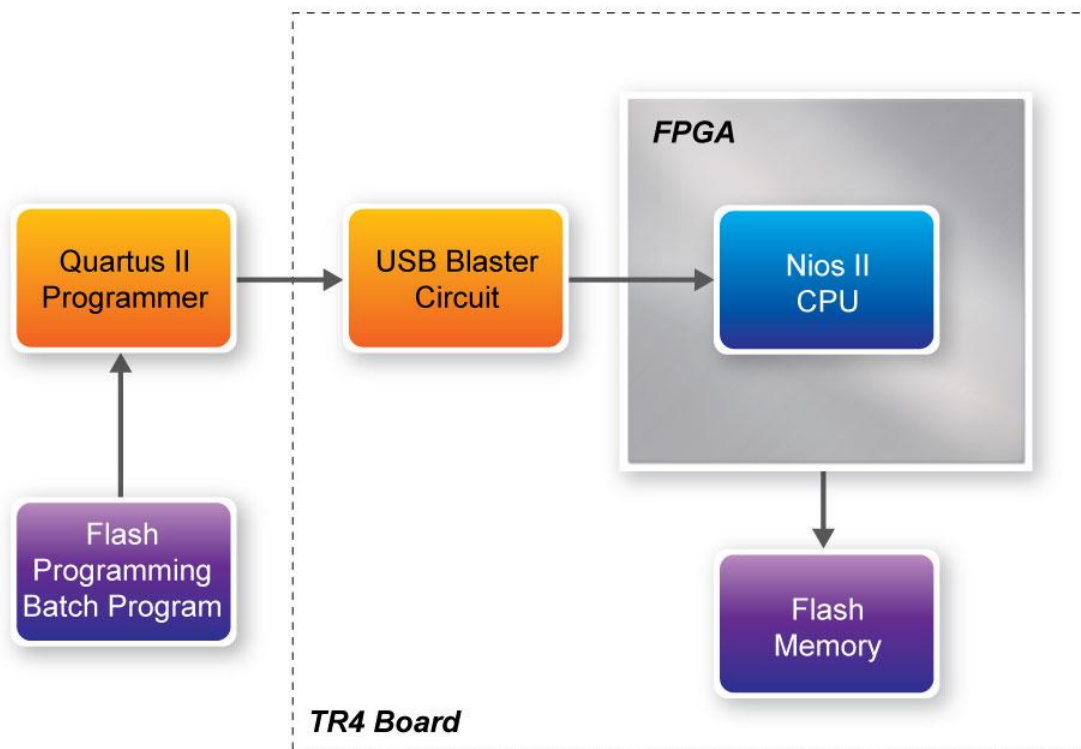 FPGA
Quartus II
Programmer
USB Blaster
Circuit
Nios II
CPU
Flash
Programming
Batch Program
Flash
Memory
TR4 Board